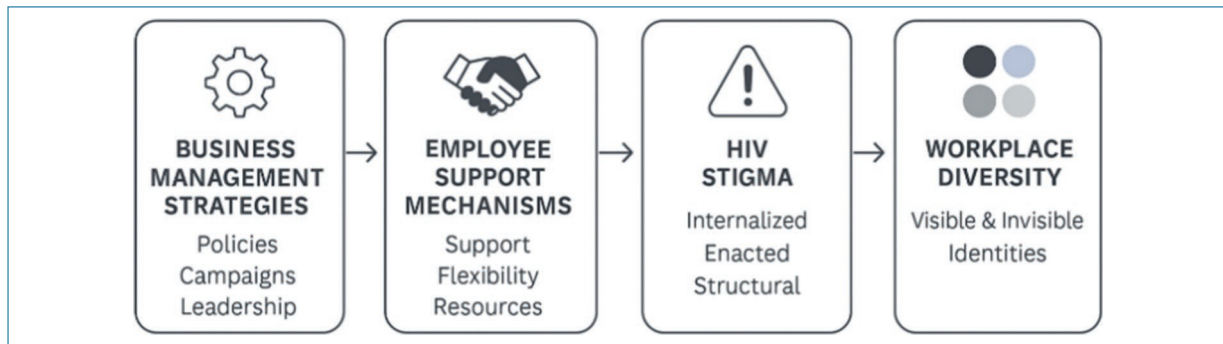 BUSINESS
MANAGEMENT
STRATEGIES
Policies
Campaigns
Leadership
EMPLOYEE
SUPPORT
MECHANISMS
Support
Flexibility
Resources
HIV
STIGMA
Internalized
Enacted
Structural
WORKPLACE
DIVERSITY
Visible & Invisible
Identities